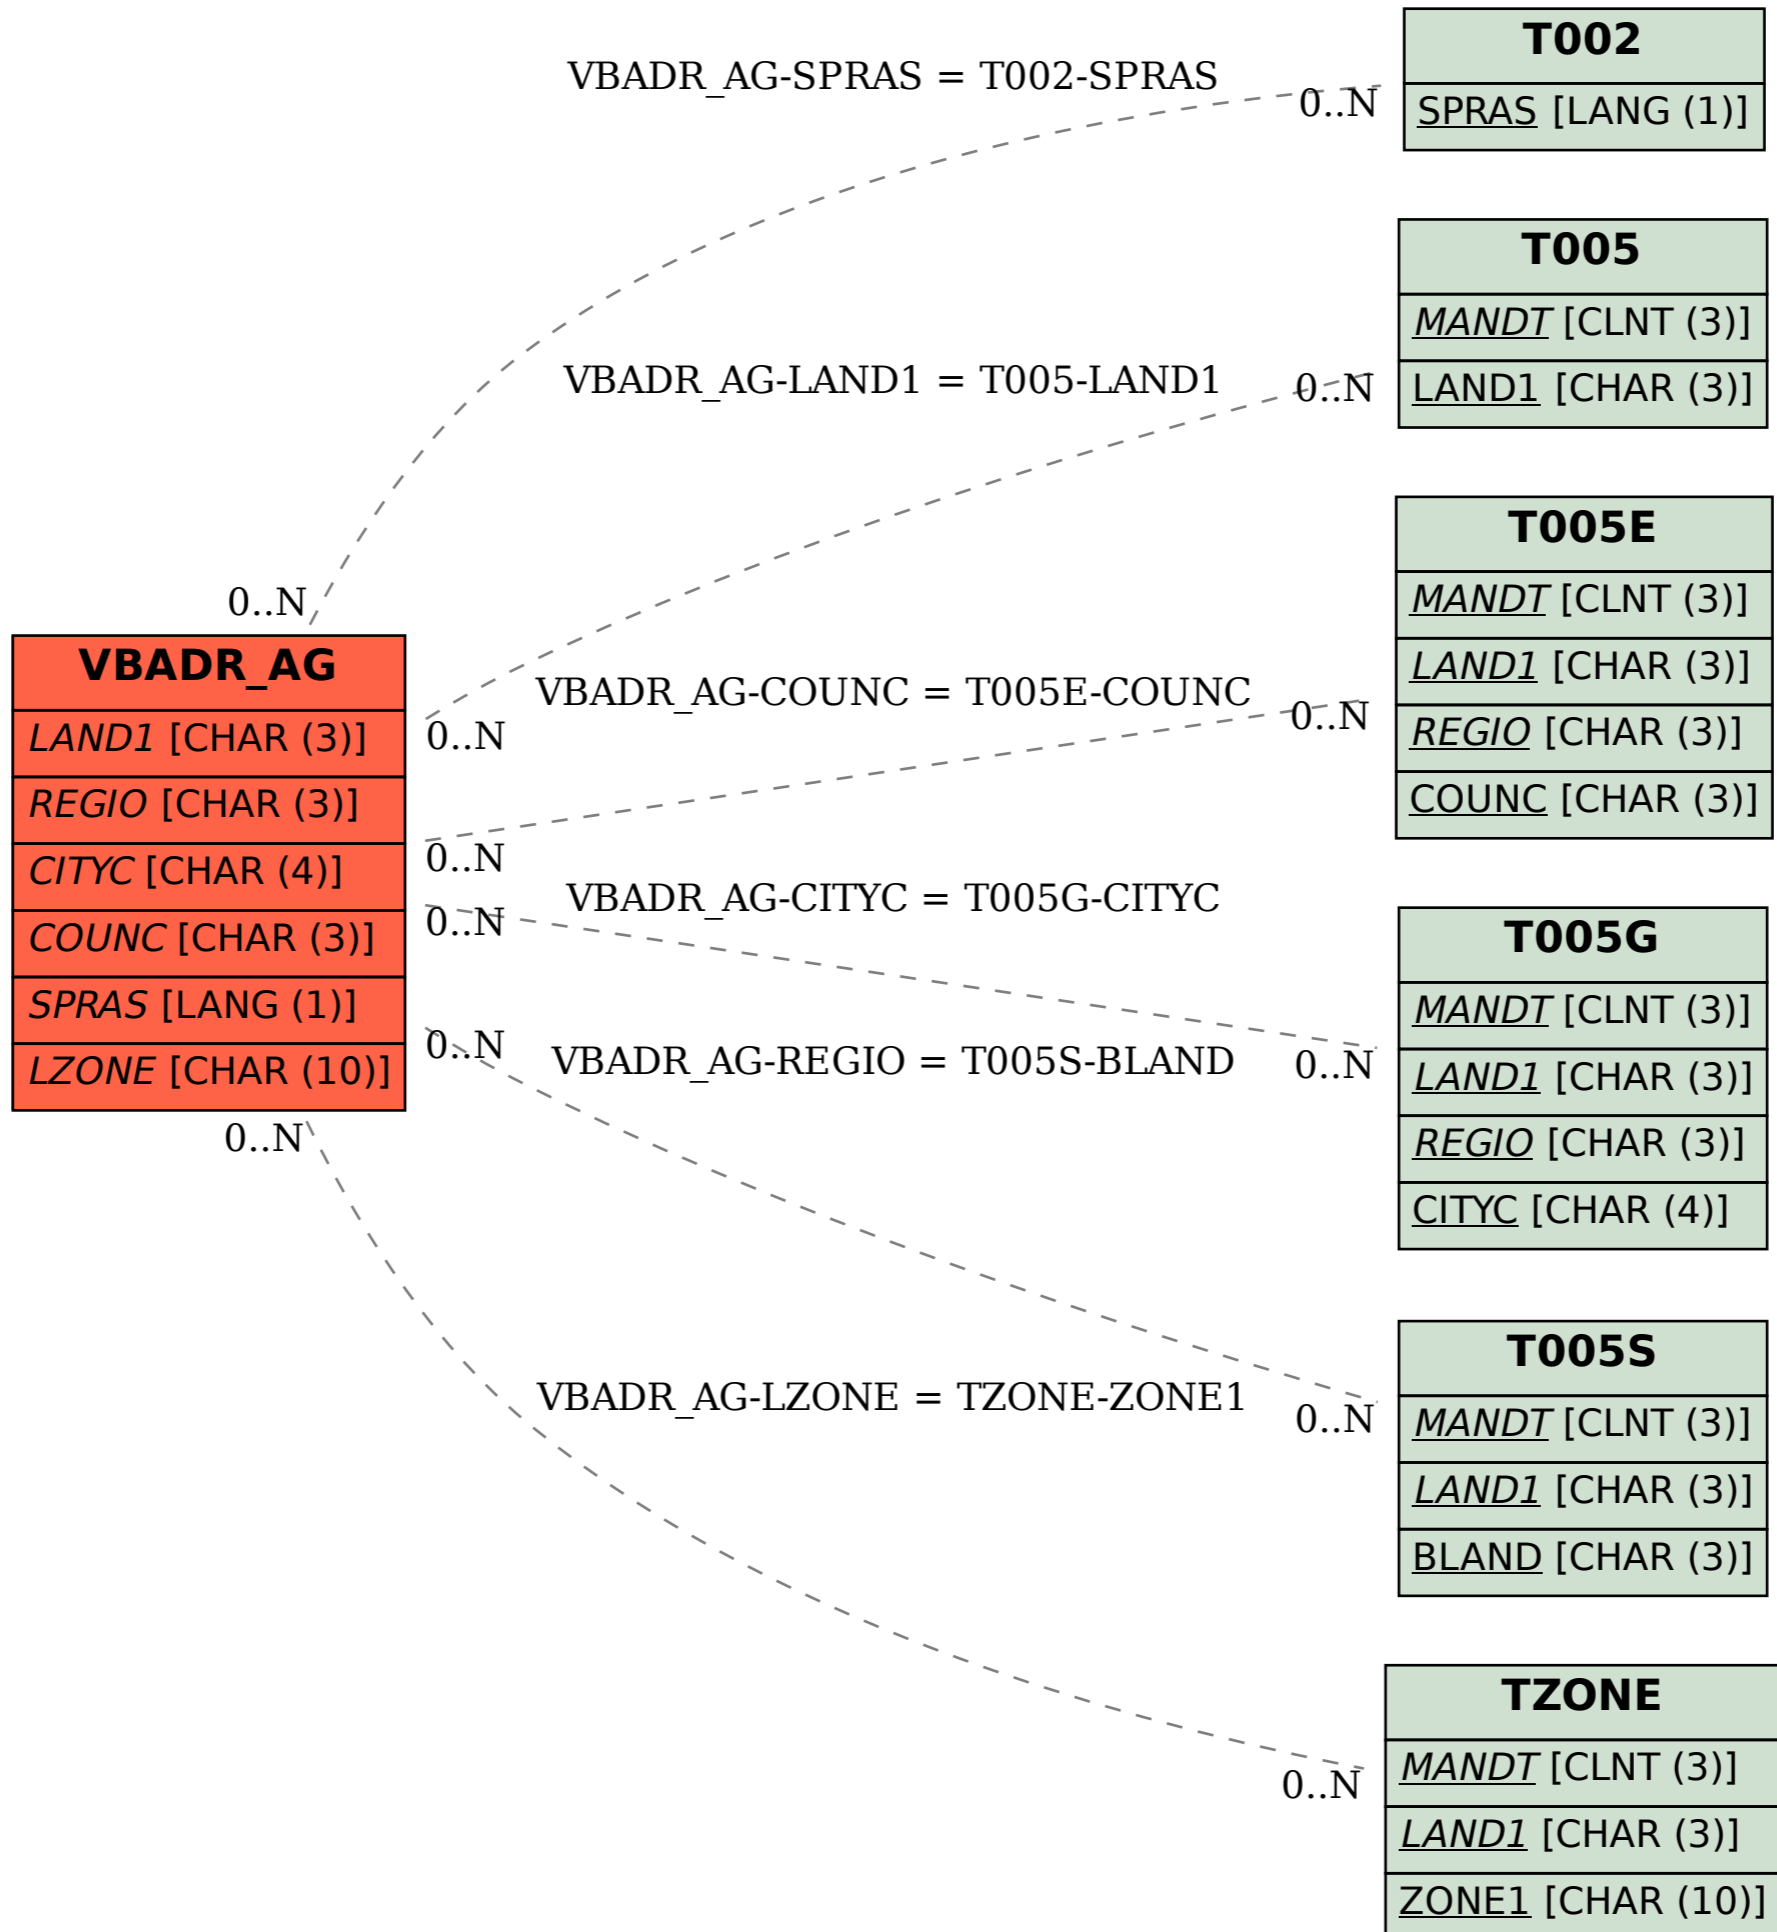 VBADR_AG
LAND1 [CHAR (3)]
REGIO [CHAR (3)]
CITYC [CHAR (4)]
COUNC [CHAR (3)]
SPRAS [LANG (1)]
LZONE [CHAR (10)]
VBADR_AG-SPRAS = T002-SPRAS
0..N
0..N
VBADR_AG-LAND1 = T005-LAND1
0..N
0..N
VBADR_AG-COUNC = T005E-COUNC
0..N
0..N
VBADR_AG-CITYC = T005G-CITYC
0..N
0..N
VBADR_AG-REGIO = T005S-BLAND
0..N
0..N
VBADR_AG-LZONE = TZONE-ZONE1
0..N
0..N
T002
SPRAS [LANG (1)]
T005
MANDT [CLNT (3)]
LAND1 [CHAR (3)]
T005E
MANDT [CLNT (3)]
LAND1 [CHAR (3)]
REGIO [CHAR (3)]
COUNC [CHAR (3)]
T005G
MANDT [CLNT (3)]
LAND1 [CHAR (3)]
REGIO [CHAR (3)]
CITYC [CHAR (4)]
T005S
MANDT [CLNT (3)]
LAND1 [CHAR (3)]
BLAND [CHAR (3)]
TZONE
MANDT [CLNT (3)]
LAND1 [CHAR (3)]
ZONE1 [CHAR (10)]